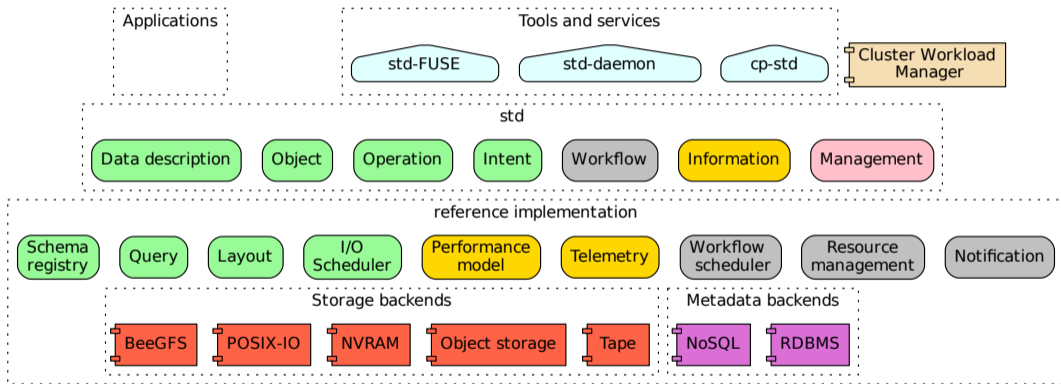 Applications
Tools and services
std-FUSE
std-daemon
cp-std
Cluster Workload
Manager
std
Data description
Object
Operation
Intent
Workflow
Information
Management
reference implementation
Schema
registry
Query
Layout
I/O
Scheduler
Performance
model
Telemetry
Workflow
scheduler
Resource
management
Notification
Storage backends
Metadata backends
BeeGFS
POSIX-IO
NVRAM
Object storage
Tape
NoSQL
RDBMS